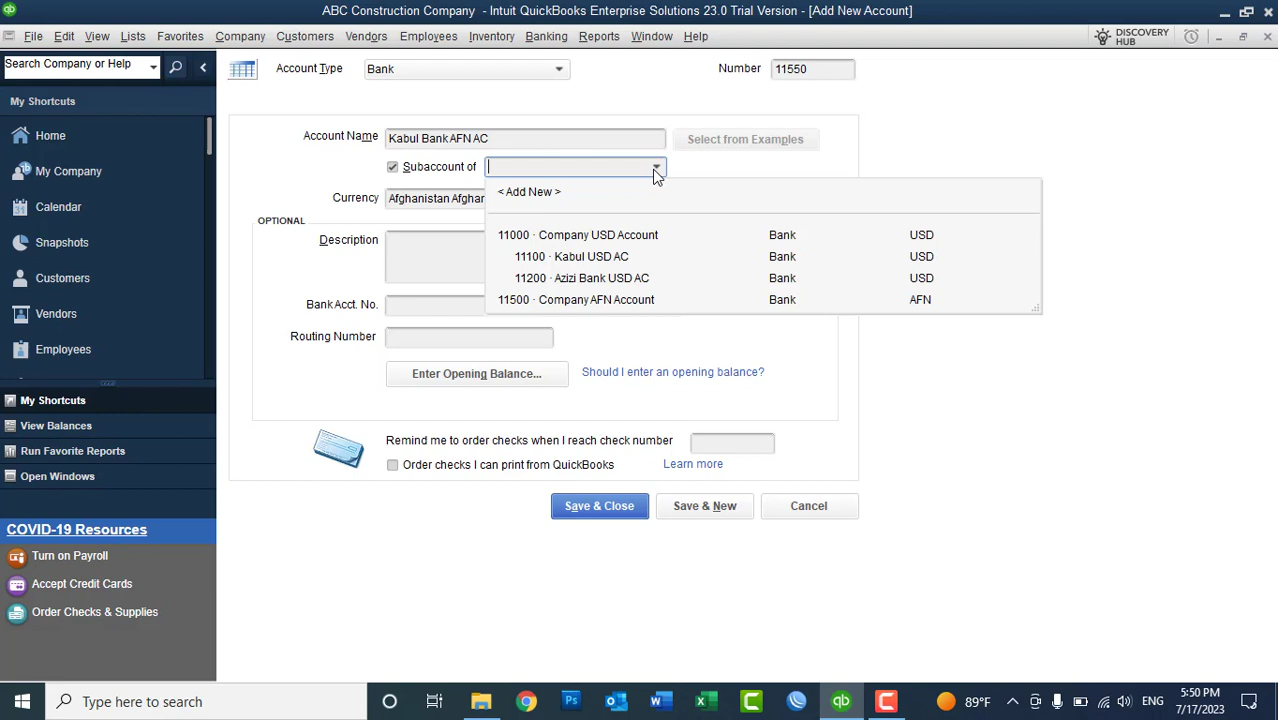 ABC Construction Company - Intuit QuickBooks Enterprise Solutions 23.0 Trial Version - [Add New Account]
File Edit View Lists Favorites Company Customers Vendors Employees Inventory Banking Reports Window Help
DISCOVERY HUB
Search Company or Help
Account Type Bank Number 11550
My Shortcuts
Home
My Company
Calendar
Snapshots
Customers
Vendors
Employees
My Shortcuts
View Balances
Run Favorite Reports
Open Windows
COVID-19 Resources
Turn on Payroll
Accept Credit Cards
Order Checks & Supplies
Account Name Kabul Bank AFN AC Select from Examples
Subaccount of
Currency Afghanistan Afghan
< Add New >
11000 · Company USD Account Bank USD
11100 · Kabul USD AC Bank USD
11200 · Azizi Bank USD AC Bank USD
11500 · Company AFN Account Bank AFN
OPTIONAL
Description
Bank Acct. No.
Routing Number
Enter Opening Balance... Should I enter an opening balance?
Remind me to order checks when I reach check number
Order checks I can print from QuickBooks Learn more
Save & Close Save & New Cancel
Type here to search
89°F ENG 5:50 PM
7/17/2023